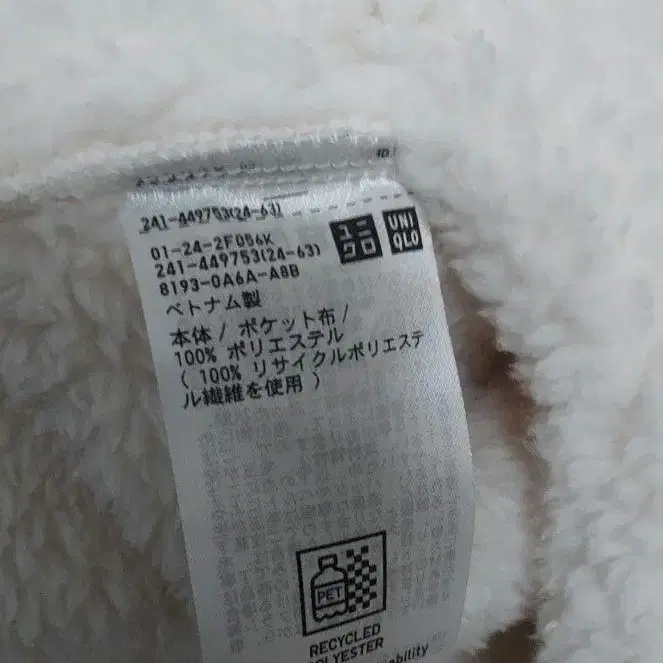 241-449753(24-63)
ユニ
クロ
UNI
QLO
01-24-2F056K
241-449753(24-63)
8193-0A6A-A8B
ベトナム製
本体 / ポケット布 /
100% ポリエステル
( 100% リサイクルポリエステ
ル繊維を使用 )
PET
RECYCLED
POLYESTER